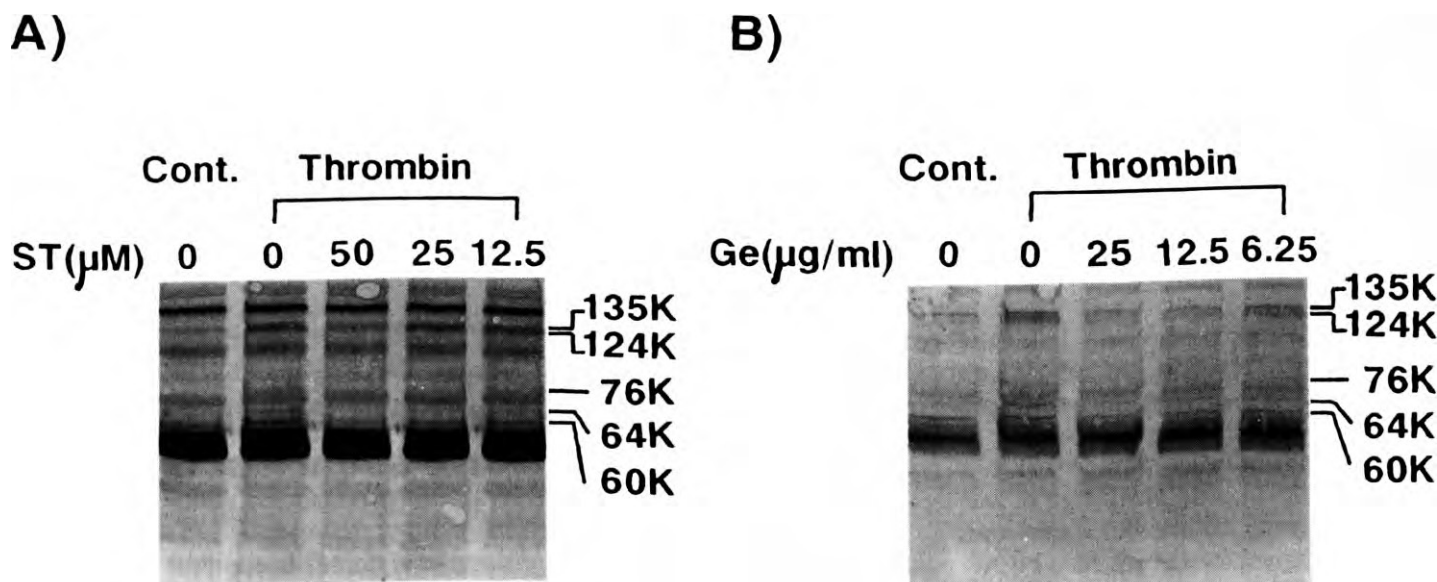 A)
Cont. Thrombin
ST(µM) 0 0 50 25 12.5
135K
124K
76K
64K
60K
B)
Cont. Thrombin
Ge(µg/ml) 0 0 25 12.5 6.25
135K
124K
76K
64K
60K